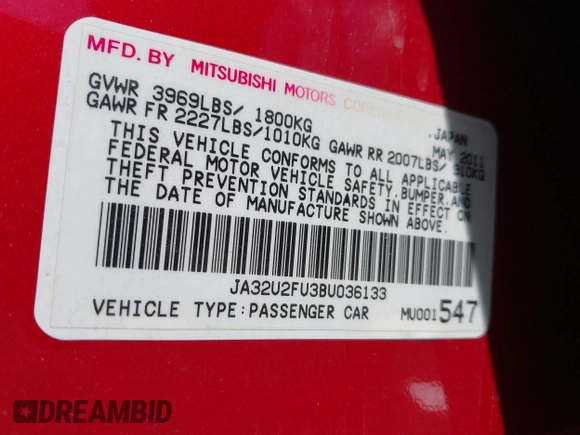 MFD. BY MITSUBISHI MOTORS CORPORATION, JAPAN
GVWR 3969LBS/ 1800KG MAY 2011
GAWR FR 2227LBS/1010KG GAWR RR 2007LBS/ 910KG
THIS VEHICLE CONFORMS TO ALL APPLICABLE
FEDERAL MOTOR VEHICLE SAFETY,BUMPER,AND
THEFT PREVENTION STANDARDS IN EFFECT ON
THE DATE OF MANUFACTURE SHOWN ABOVE.
JA32U2FU3BU036133
VEHICLE TYPE:PASSENGER CAR MU001547
DREAMBID